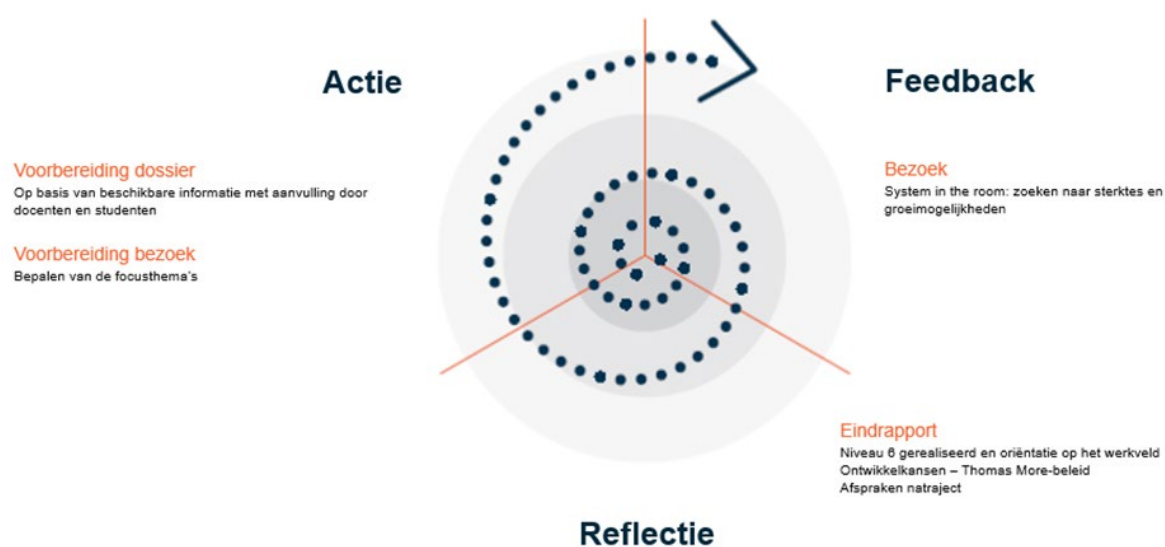 Actie
Feedback
Voorbereiding dossier
Op basis van beschikbare informatie met aanvulling door
docenten en studenten
Voorbereiding bezoek
Bepalen van de focusthema's
Bezoek
System in the room: zoeken naar sterktes en
groeimogelijkheden
Eindrapport
Niveau 6 gerealiseerd en oriëntatie op het werkveld
Ontwikkelkansen – Thomas More-beleid
Afspraken natraject
Reflectie